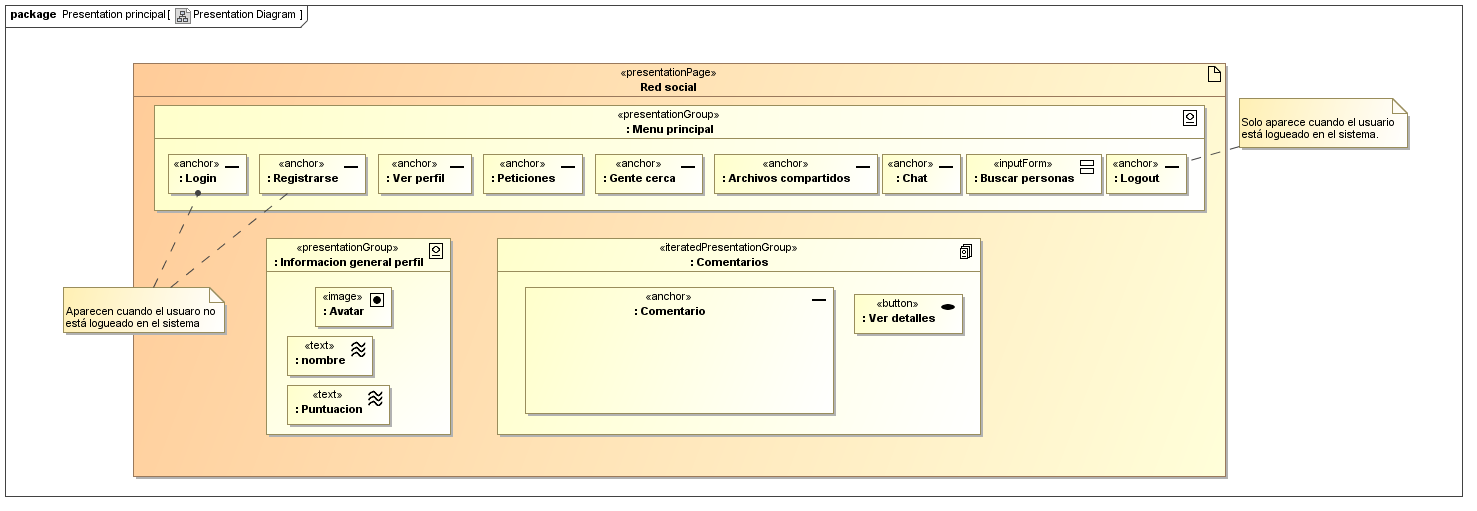 package Presentation principal[ Presentation Diagram ]
«presentationPage»
Red social
«presentationGroup»
: Menu principal
«anchor»
: Login
«anchor»
: Registrarse
«anchor»
: Ver perfil
«anchor»
: Peticiones
«anchor»
: Gente cerca
«anchor»
: Archivos compartidos
«anchor»
: Chat
«inputForm»
: Buscar personas
«anchor»
: Logout
Solo aparece cuando el usuario
está logueado en el sistema.
Aparecen cuando el usuaro no
está logueado en el sistema
«presentationGroup»
: Informacion general perfil
«image»
: Avatar
«text»
: nombre
«text»
: Puntuacion
«iteratedPresentationGroup»
: Comentarios
«anchor»
: Comentario
«button»
: Ver detalles